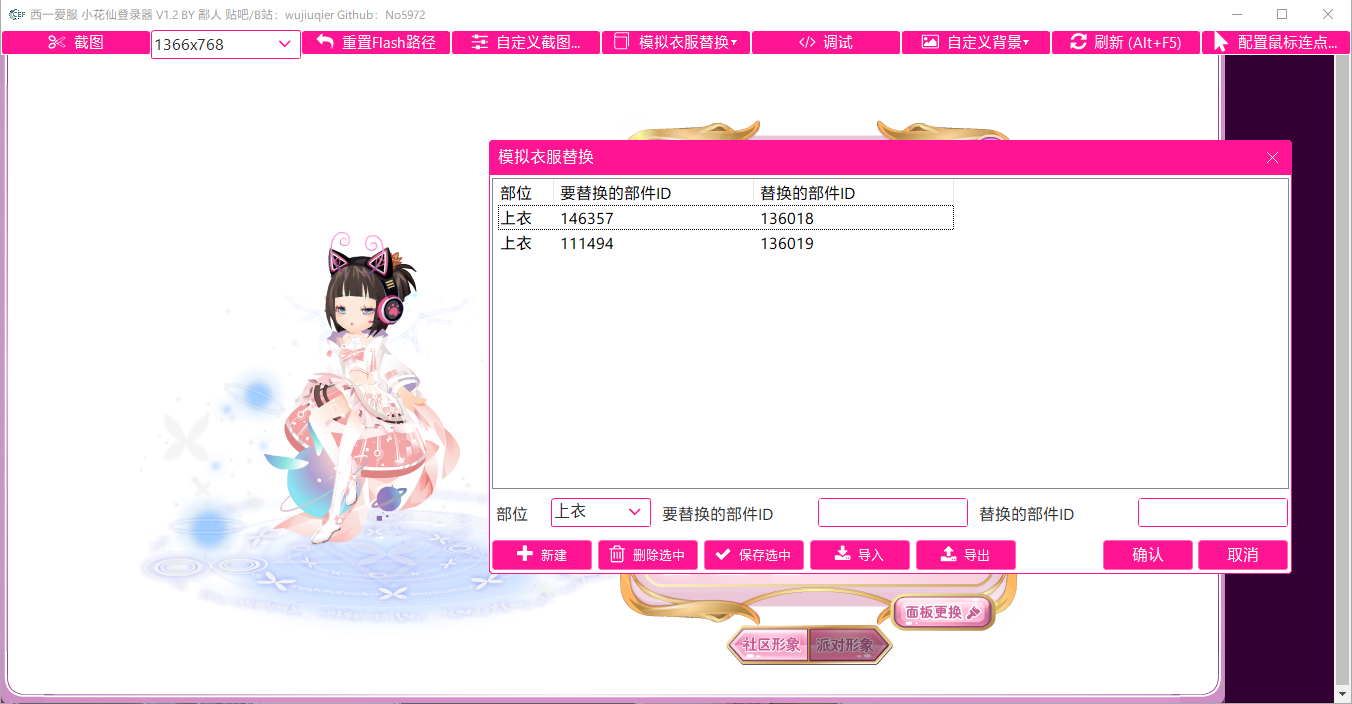 西一爱服 小花仙登录器 V1.2 BY 鄙人 贴吧/B站：wujiuqier Github：No5972
截图 1366x768 重置Flash路径 自定义截图... 模拟衣服替换▾ 调试 自定义背景▾ 刷新 (Alt+F5) 配置鼠标连点...
模拟衣服替换
部位 要替换的部件ID 替换的部件ID
上衣 146357 136018
上衣 111494 136019
部位 上衣 要替换的部件ID 替换的部件ID
新建 删除选中 保存选中 导入 导出 确认 取消
面板更换
社区形象 派对形象